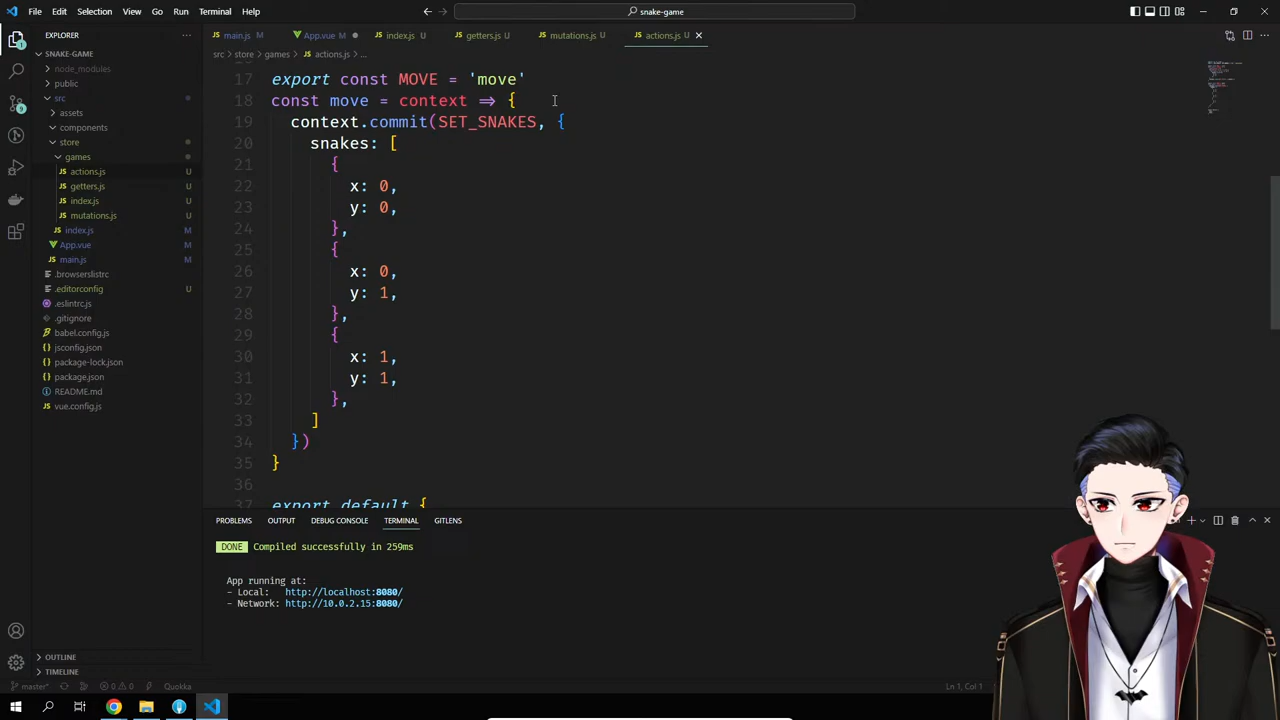 File Edit Selection View Go Run Terminal Help
snake-game
EXPLORER
main.js M App.vue index.js U getters.js U mutations.js U actions.js U
src > store > games > actions.js > ...
SNAKE-GAME
node_modules
public
src
assets
components
store
games
actions.js U
getters.js U
index.js U
mutations.js U
index.js M
App.vue M
main.js M
.browserslistrc
.editorconfig U
.eslintrc.js
.gitignore
babel.config.js
jsconfig.json
package-lock.json
package.json
README.md
vue.config.js
OUTLINE
TIMELINE
17 export const MOVE = 'move'
18 const move = context => {
19 context.commit(SET_SNAKES, {
20 snakes: [
21 {
22 x: 0,
23 y: 0,
24 },
25 {
26 x: 0,
27 y: 1,
28 },
29 {
30 x: 1,
31 y: 1,
32 },
33 ]
34 })
35 }
36
37 export default {
PROBLEMS OUTPUT DEBUG CONSOLE TERMINAL GITLENS
DONE Compiled successfully in 259ms
App running at:
- Local: http://localhost:8080/
- Network: http://10.0.2.15:8080/
master* 0 0 Quokka Ln 1, Col 1